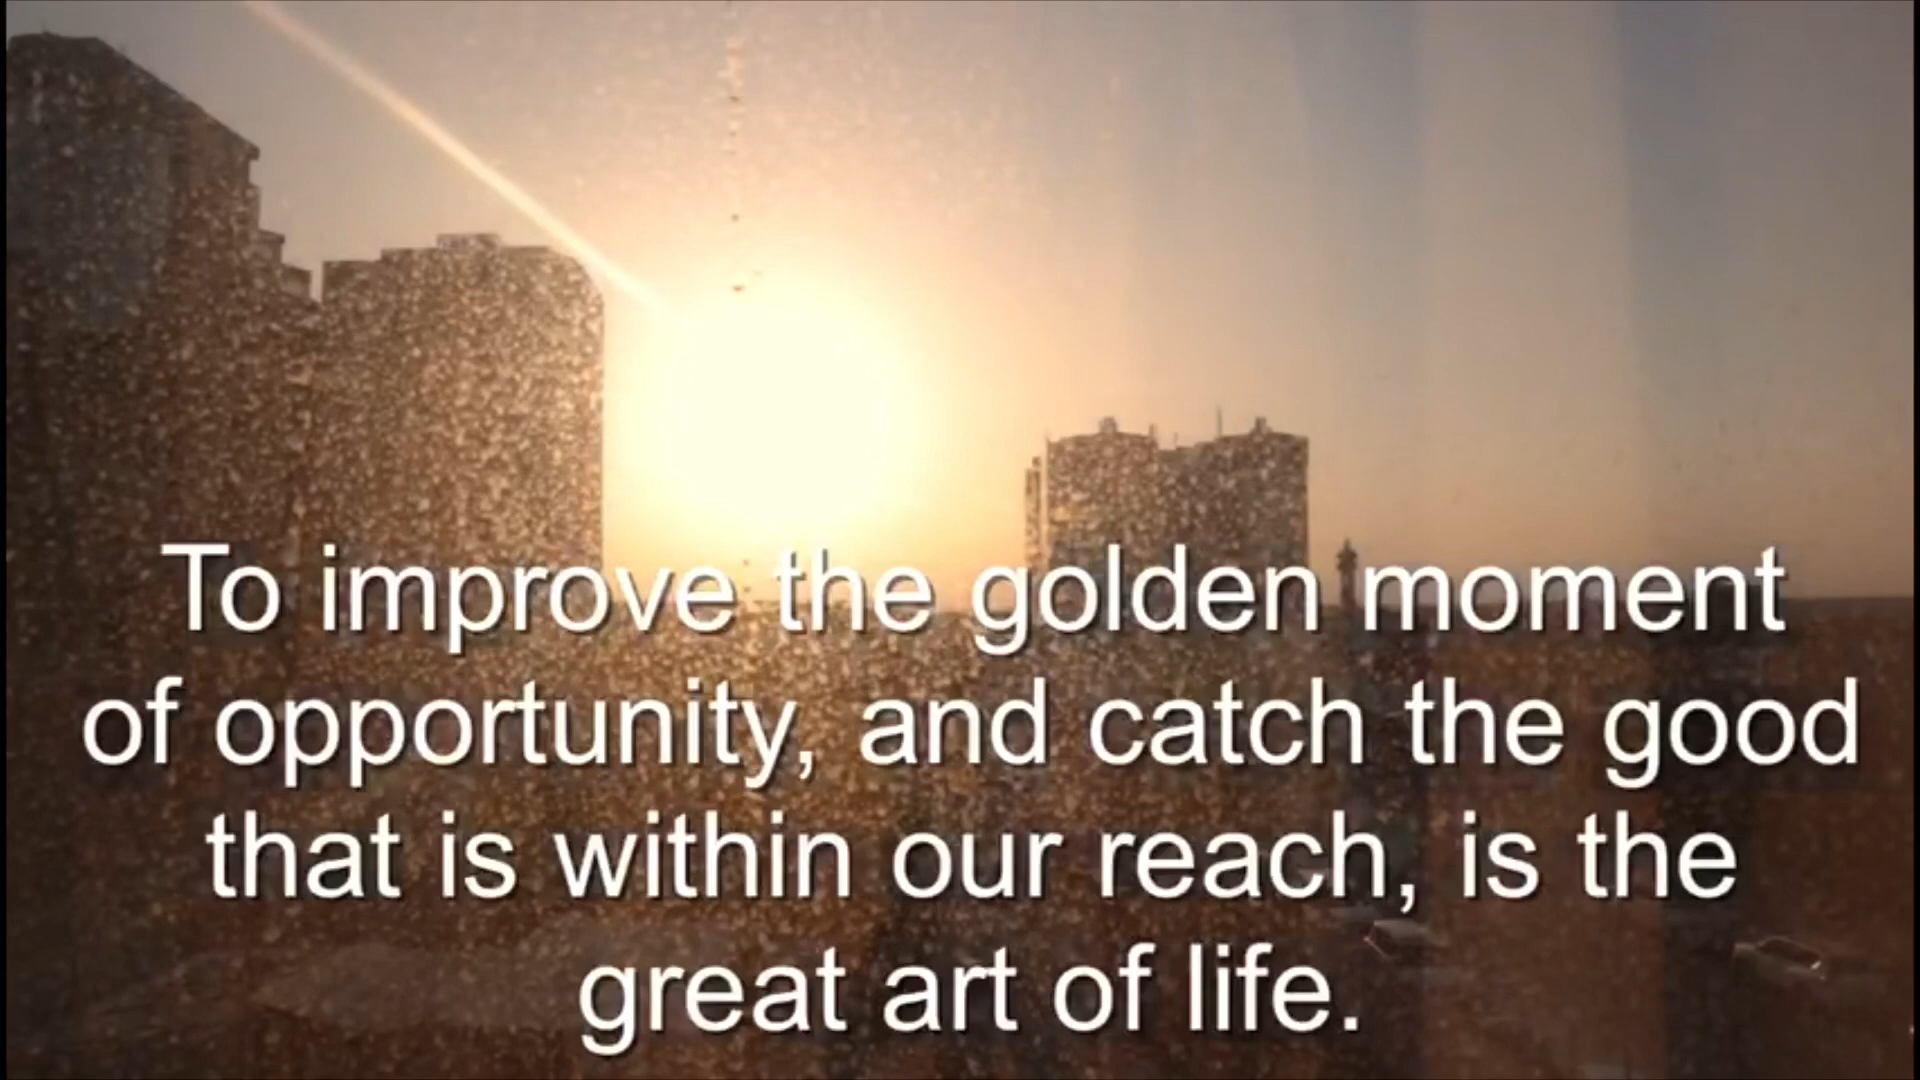 To improve the golden moment
of opportunity, and catch the good
that is within our reach, is the
great art of life.